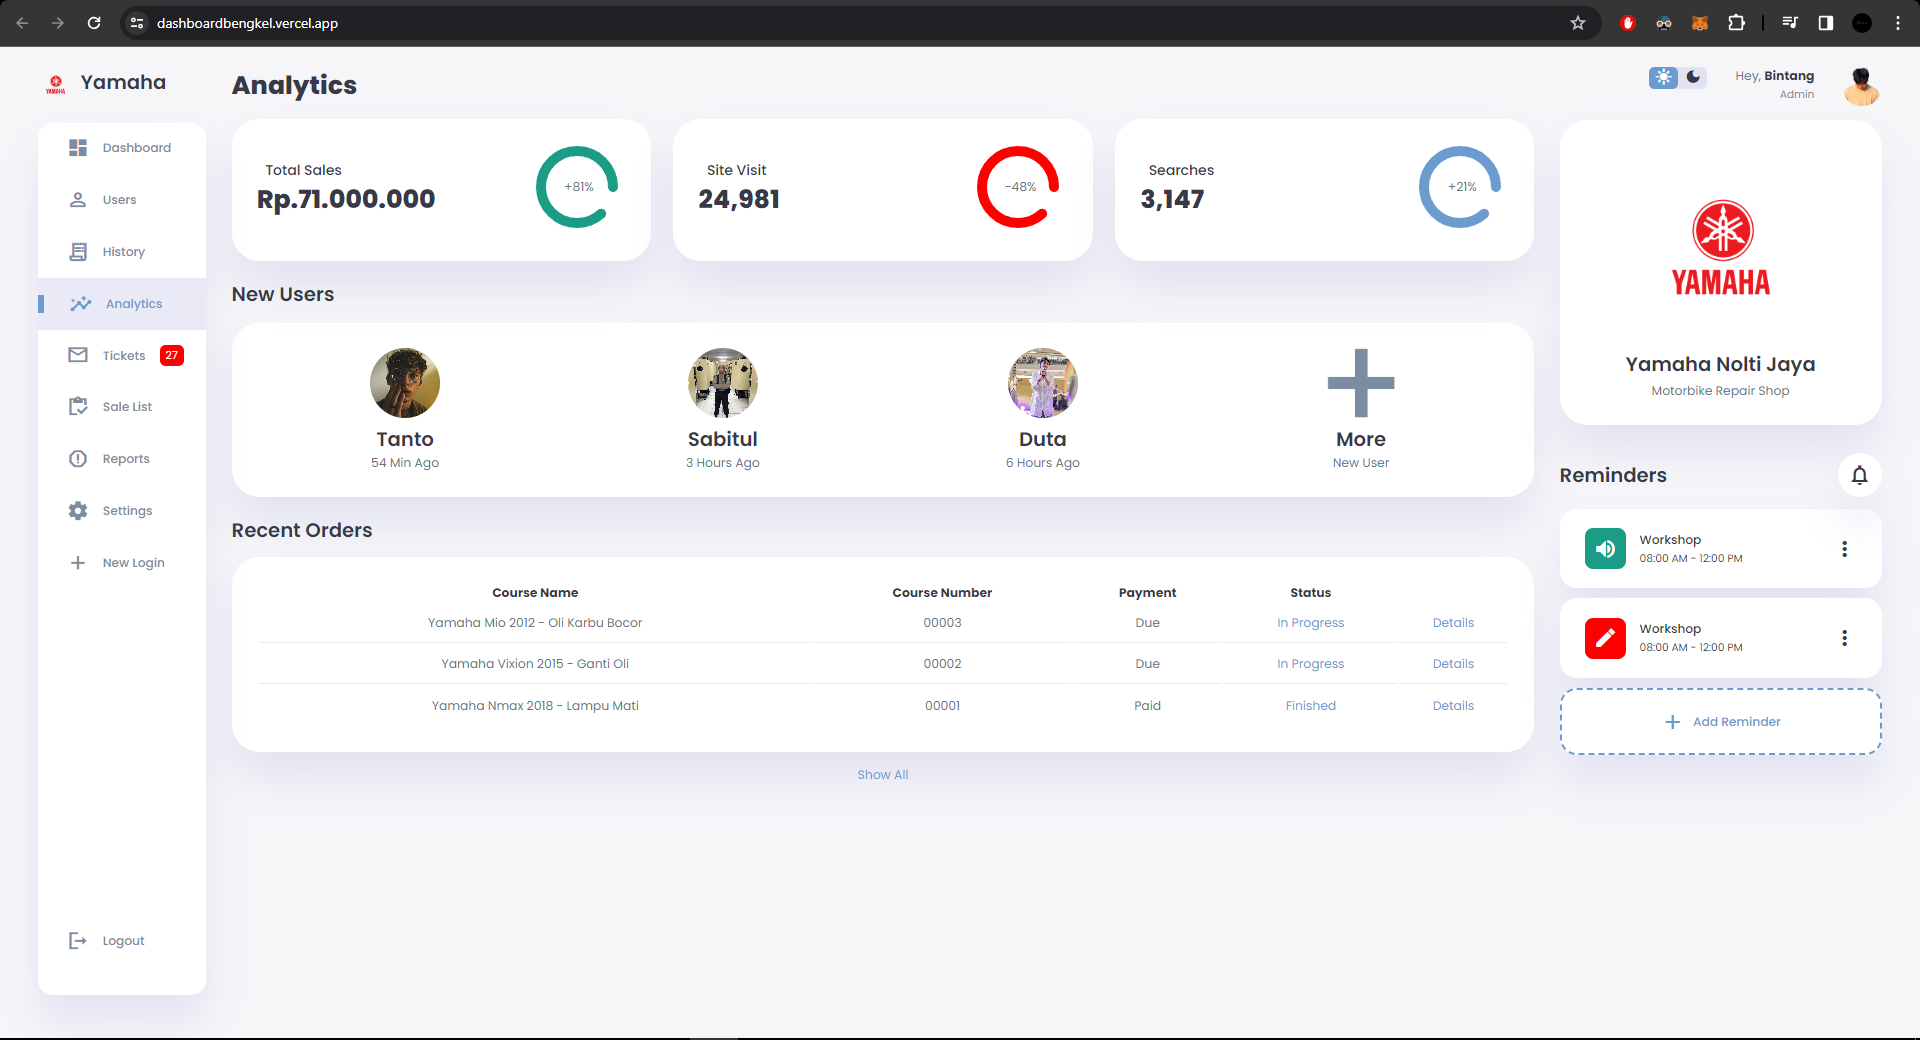 dashboardbengkel.vercel.app
YAMAHA
Yamaha
Analytics
Hey, Bintang
Admin
Dashboard
Users
History
Analytics
Tickets 27
Sale List
Reports
Settings
New Login
Logout
Total Sales
Rp.71.000.000
+81%
Site Visit
24,981
-48%
Searches
3,147
+21%
New Users
Tanto
54 Min Ago
Sabitul
3 Hours Ago
Duta
6 Hours Ago
More
New User
Recent Orders
Course Name Course Number Payment Status
Yamaha Mio 2012 - Oli Karbu Bocor 00003 Due In Progress Details
Yamaha Vixion 2015 - Ganti Oli 00002 Due In Progress Details
Yamaha Nmax 2018 - Lampu Mati 00001 Paid Finished Details
Show All
YAMAHA
Yamaha Nolti Jaya
Motorbike Repair Shop
Reminders
Workshop
08:00 AM - 12:00 PM
Workshop
08:00 AM - 12:00 PM
Add Reminder